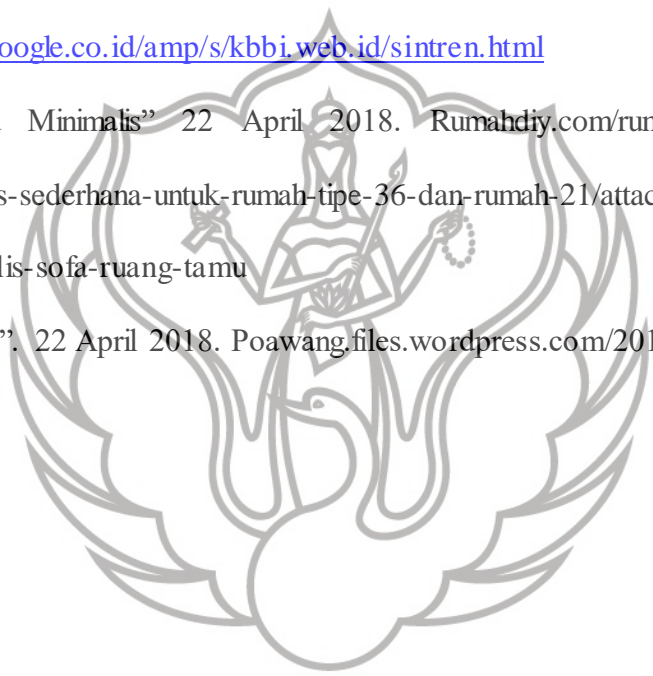 oogle.co.id/amp/s/kbbi.web.id/sintren.html
Minimalis” 22 April 2018. Rumahdiy.com/run
s-sederhana-untuk-rumah-tipe-36-dan-rumah-21/attac
lis-sofa-ruang-tamu
”. 22 April 2018. Poawang.files.wordpress.com/201